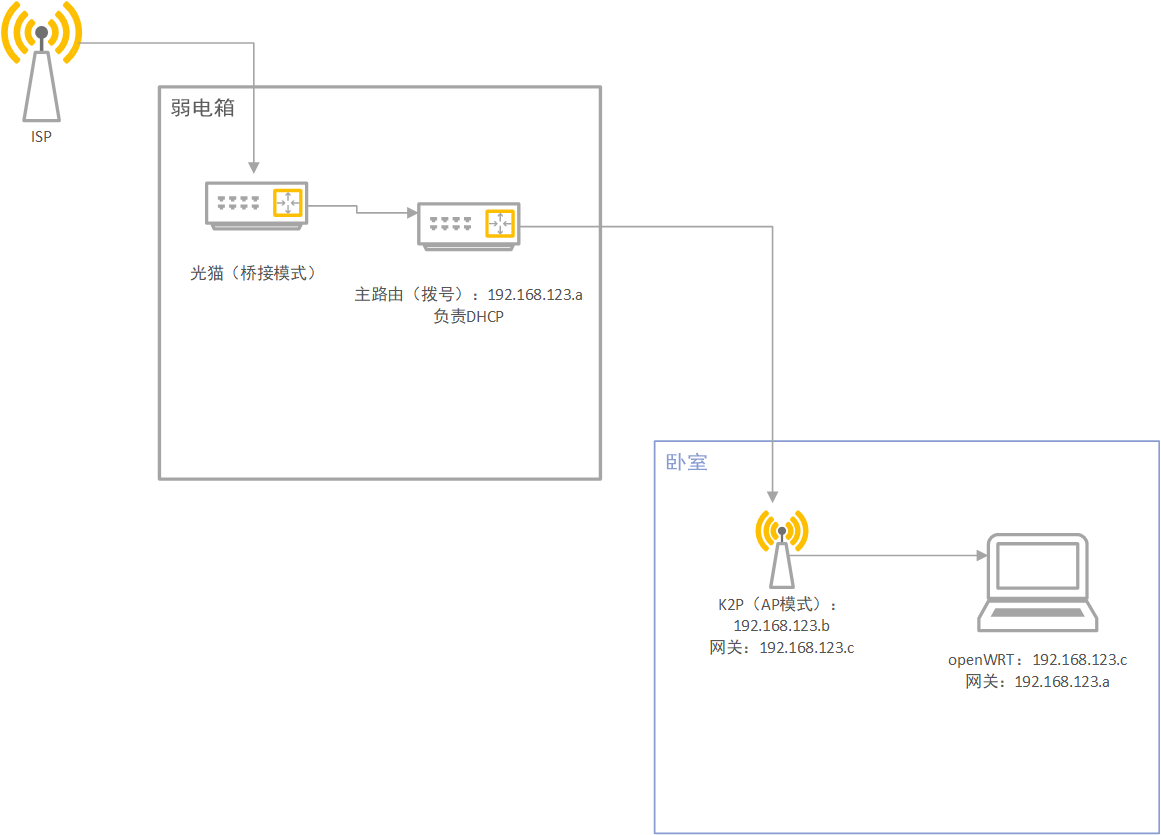 ISP
弱电箱
光猫（桥接模式）
主路由（拨号）：192.168.123.a
负责DHCP
卧室
K2P（AP模式）：
192.168.123.b
网关：192.168.123.c
openWRT：192.168.123.c
网关：192.168.123.a